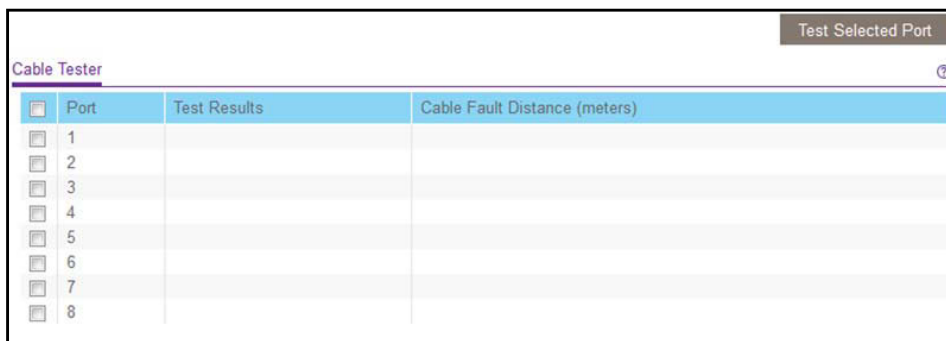 Test Selected Port
Cable Tester
Port Test Results Cable Fault Distance (meters)
1
2
3
4
5
6
7
8